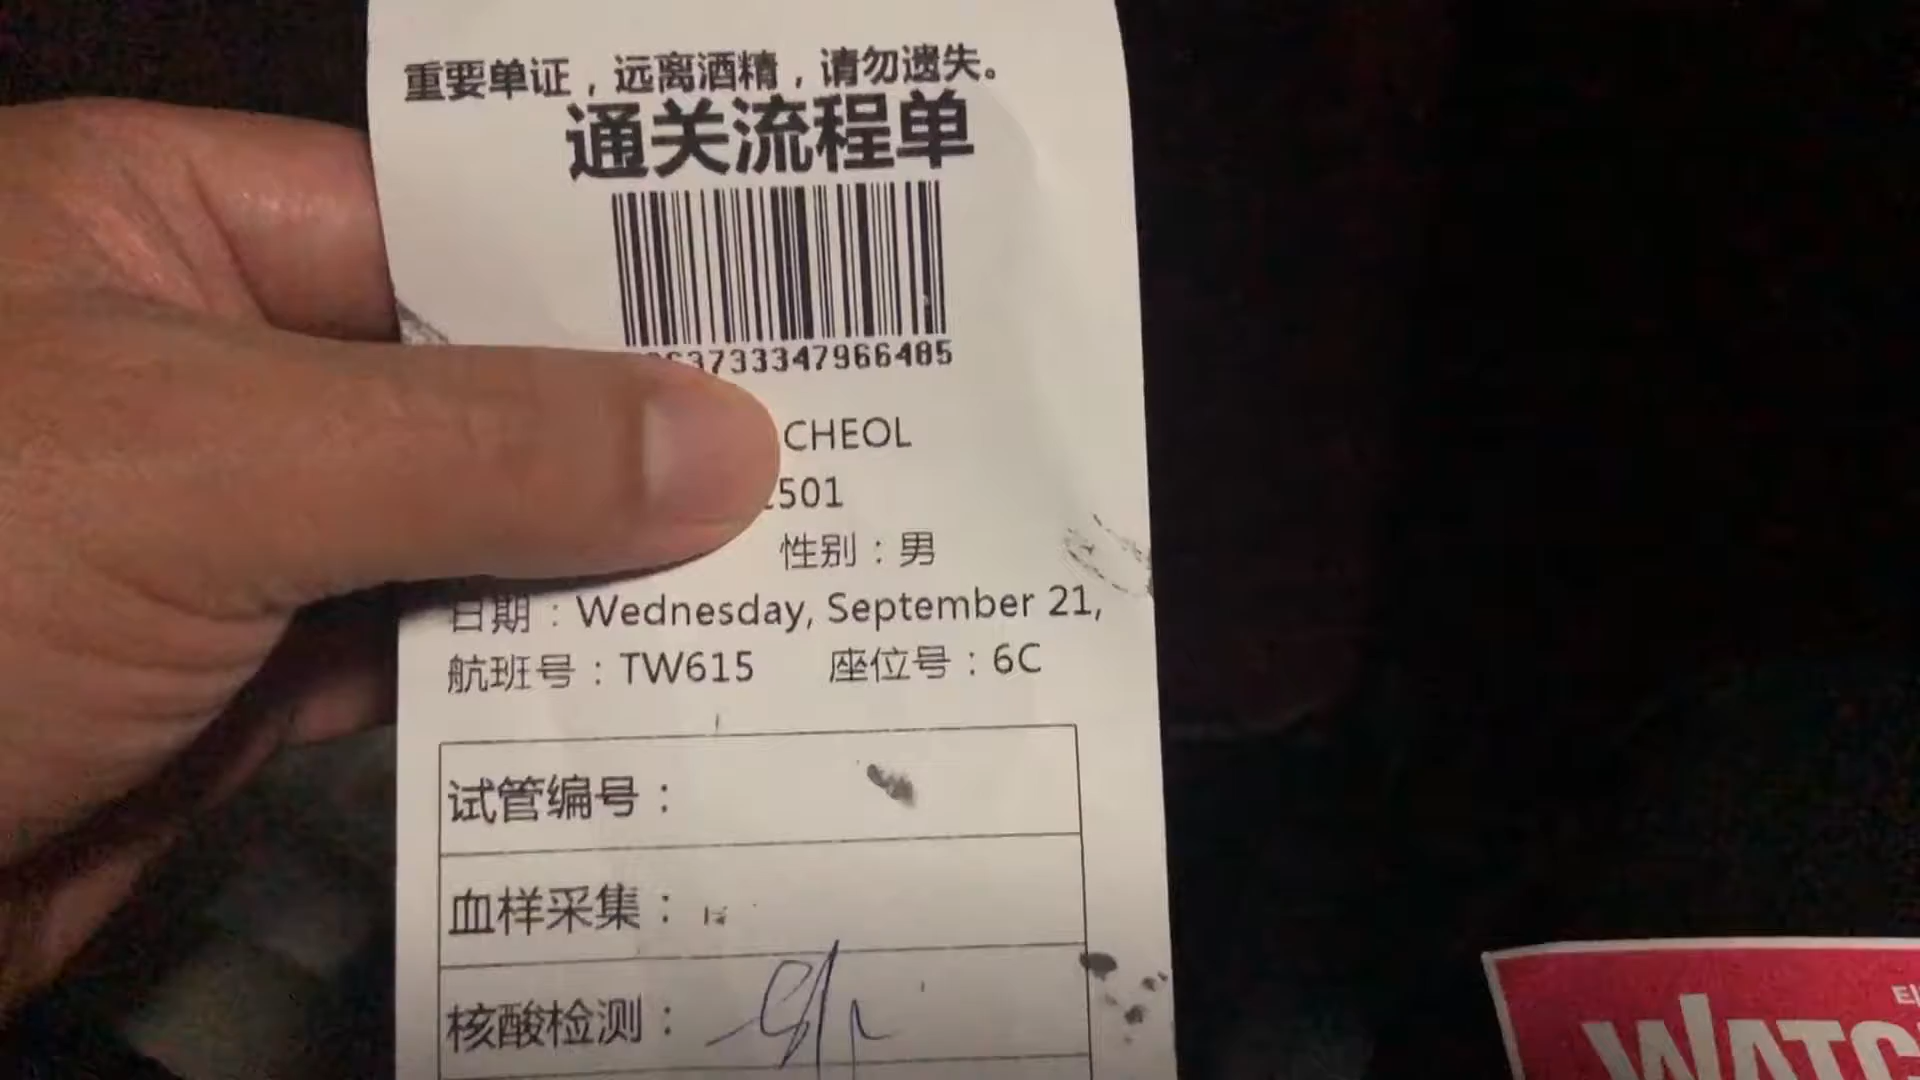 重要单证，远离酒精，请勿遗失。
通关流程单
3733347966485
CHEOL
501
性别：男
日期：Wednesday, September 21,
航班号：TW615 座位号：6C
试管编号：
血样采集：
核酸检测：
WATC